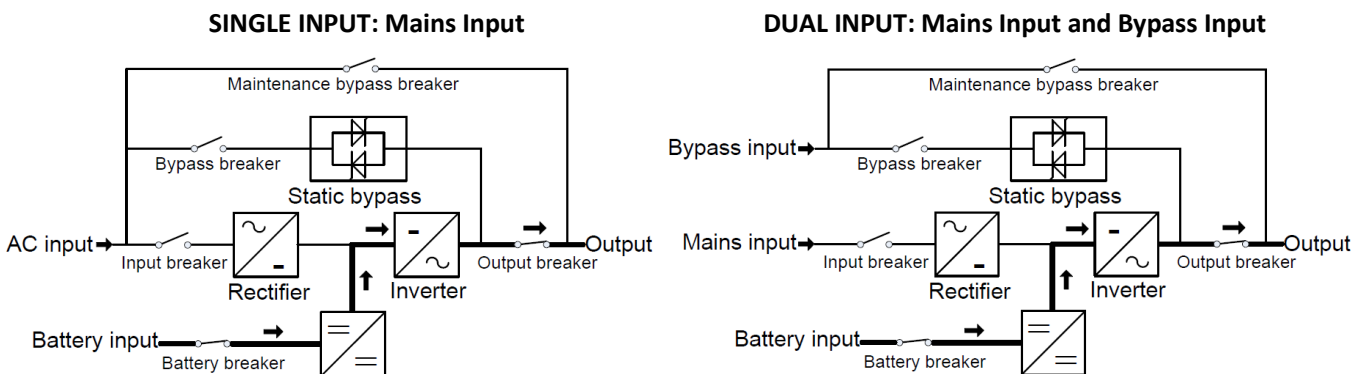 SINGLE INPUT: Mains Input
Maintenance bypass breaker
Bypass breaker
Static bypass
AC input
Input breaker
Rectifier
Inverter
Output breaker
Output
Battery input
Battery breaker
DUAL INPUT: Mains Input and Bypass Input
Maintenance bypass breaker
Bypass input
Bypass breaker
Static bypass
Mains input
Input breaker
Rectifier
Inverter
Output breaker
Output
Battery input
Battery breaker